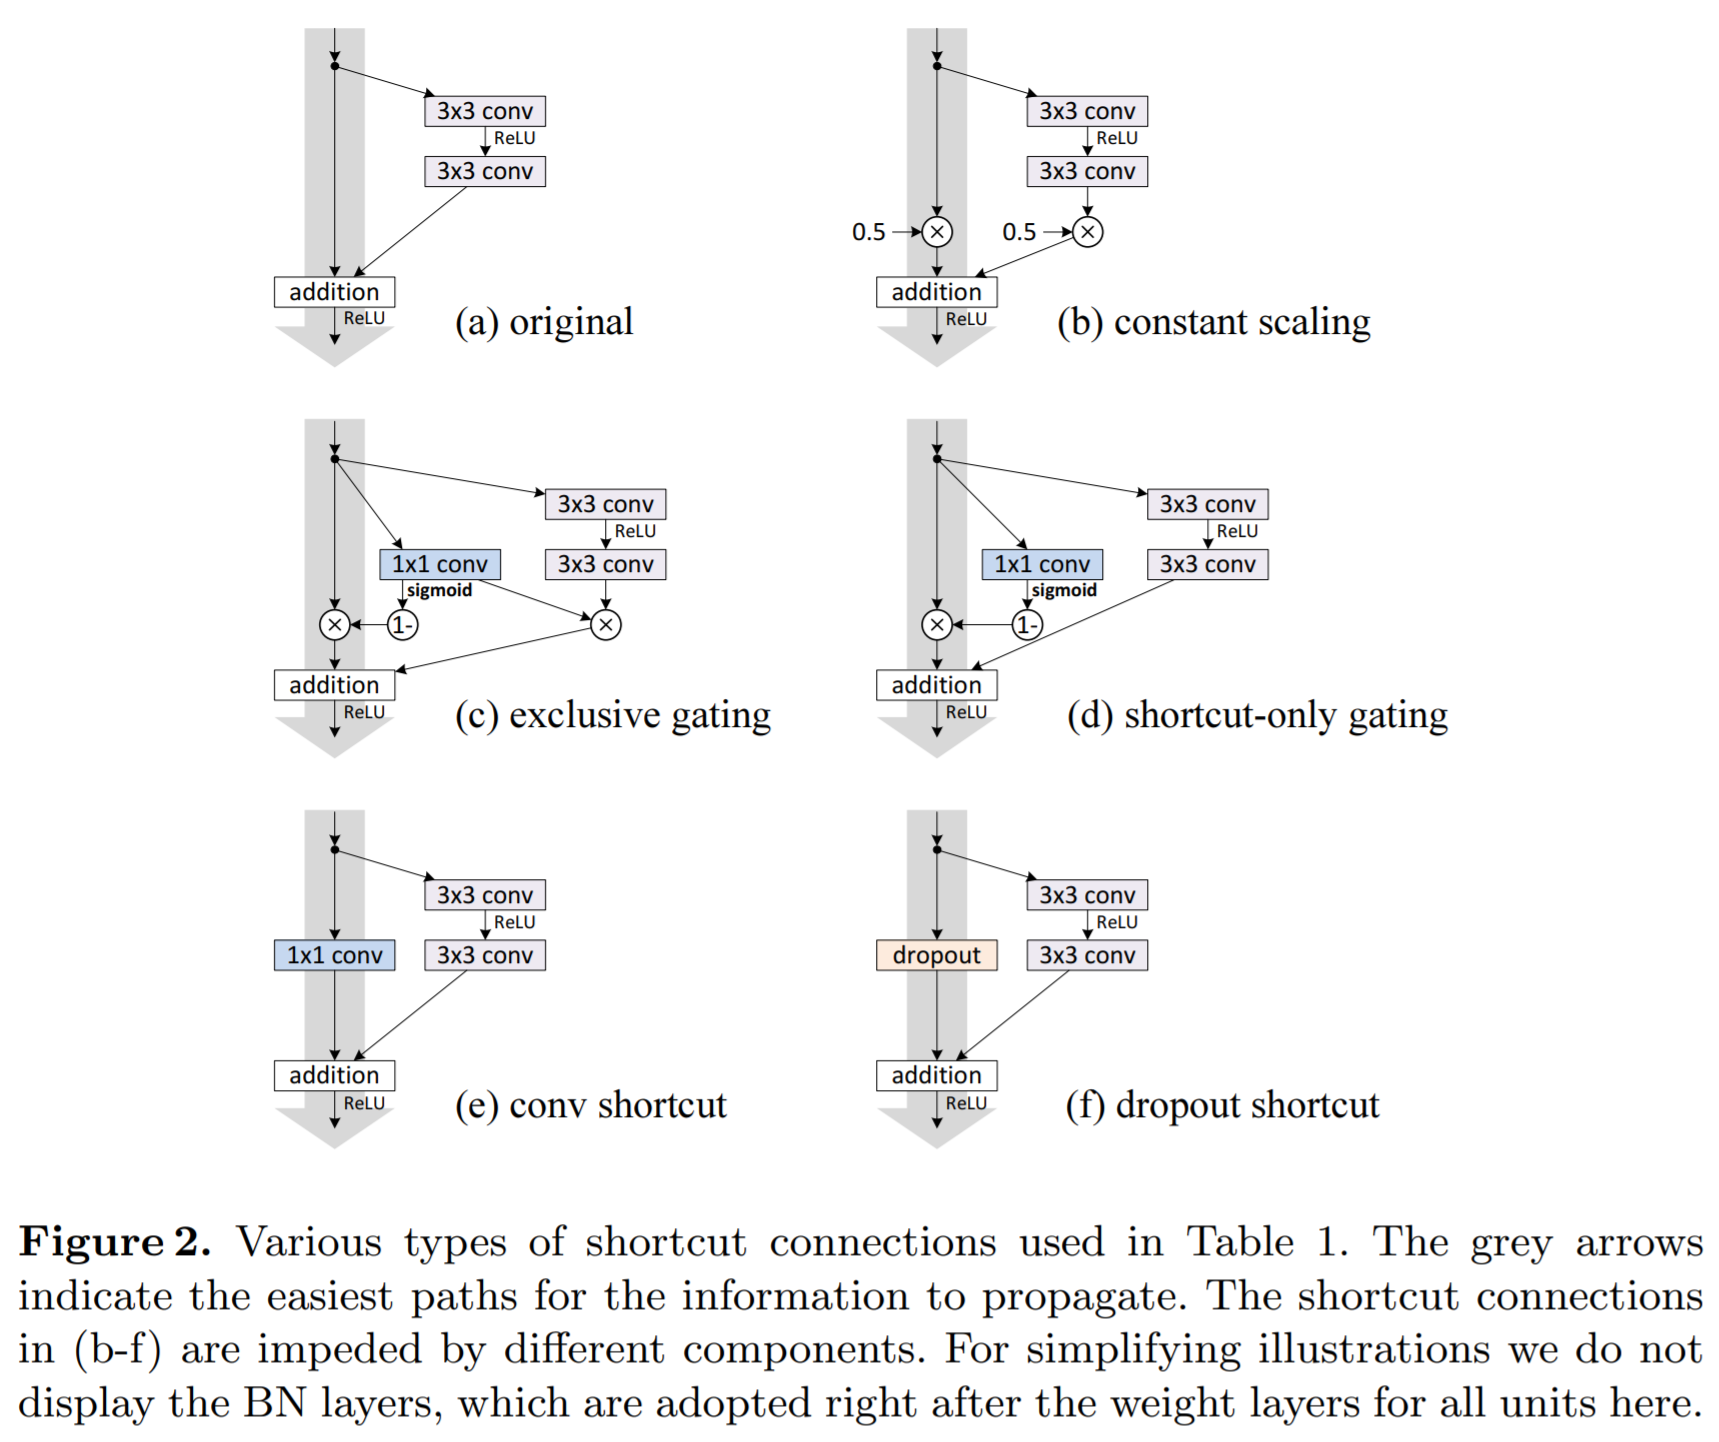 3x3 conv
ReLU
3x3 conv
addition
ReLU
(a) original
3x3 conv
ReLU
3x3 conv
0.5
×
0.5
×
addition
ReLU
(b) constant scaling
3x3 conv
ReLU
1x1 conv
3x3 conv
sigmoid
×
1-
×
addition
ReLU
(c) exclusive gating
3x3 conv
ReLU
1x1 conv
3x3 conv
sigmoid
×
1-
addition
ReLU
(d) shortcut-only gating
3x3 conv
ReLU
1x1 conv
3x3 conv
addition
ReLU
(e) conv shortcut
3x3 conv
ReLU
dropout
3x3 conv
addition
ReLU
(f) dropout shortcut
Figure 2. Various types of shortcut connections used in Table 1. The grey arrows
indicate the easiest paths for the information to propagate. The shortcut connections
in (b-f) are impeded by different components. For simplifying illustrations we do not
display the BN layers, which are adopted right after the weight layers for all units here.